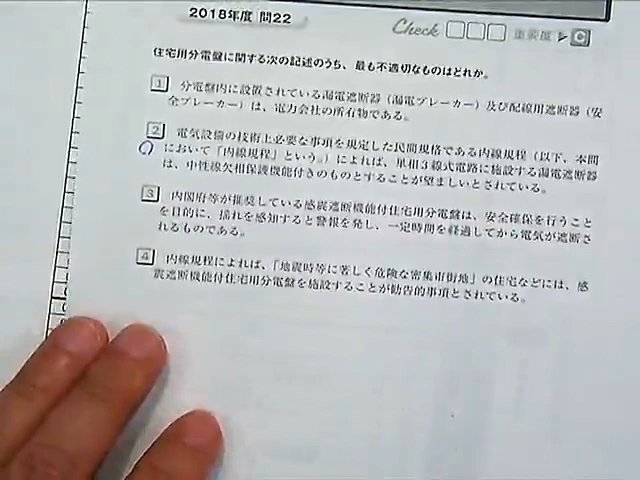 2018年度 問22
Check 重要度 ▶ C
住宅用分電盤に関する次の記述のうち、最も不適切なものはどれか。
1 分電盤内に設置されている漏電遮断器（漏電ブレーカー）及び配線用遮断器（安
全ブレーカー）は、電力会社の所有物である。
2 電気設備の技術上必要な事項を規定した民間規格である内線規程（以下、本問
において「内線規程」という。）によれば、単相3線式電路に施設する漏電遮断器
は、中性線欠相保護機能付きのものとすることが望ましいとされている。
3 内閣府等が推奨している感震遮断機能付住宅用分電盤は、安全確保を行うこと
を目的に、揺れを感知すると警報を発し、一定時間を経過してから電気が遮断さ
れるものである。
4 内線規程によれば、「地震時等に著しく危険な密集市街地」の住宅などには、感
震遮断機能付住宅用分電盤を施設することが勧告的事項とされている。